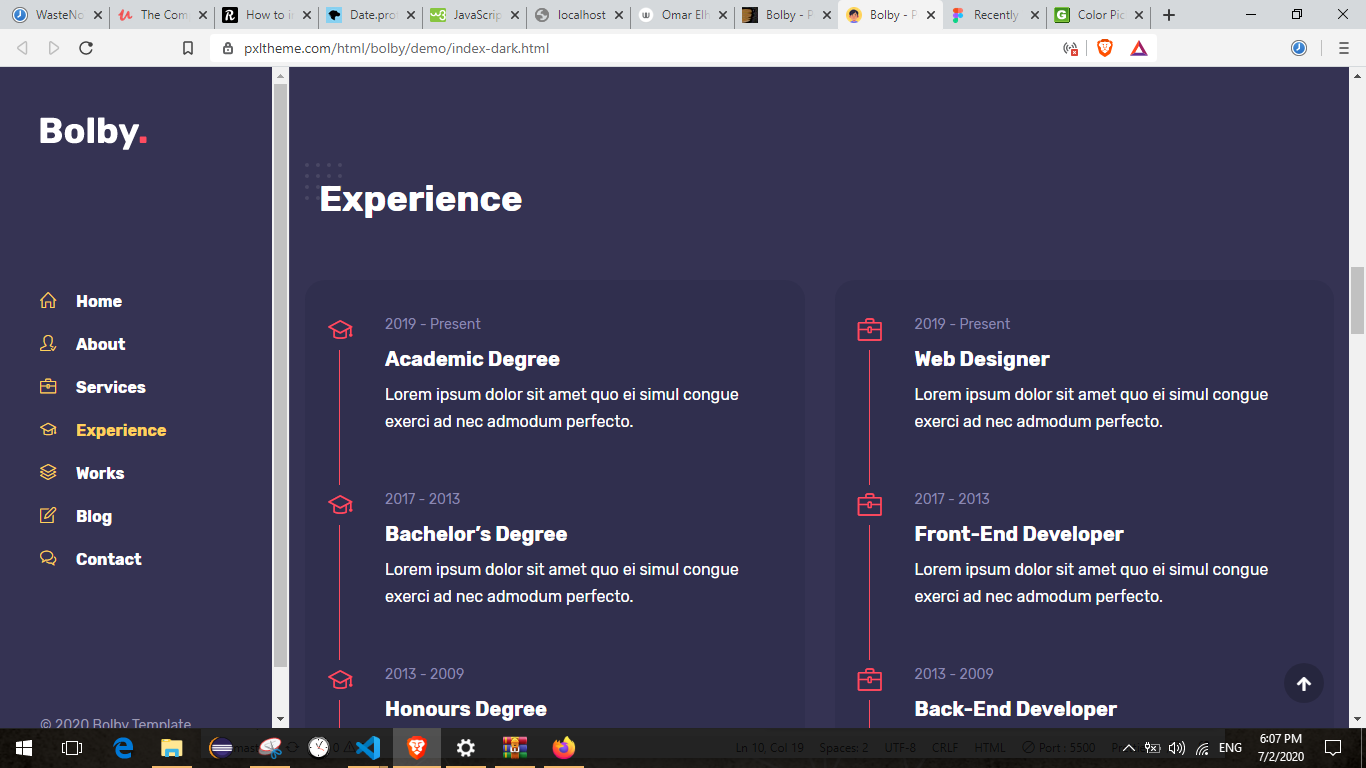 WasteNo
The Com
How to i
Date.pro
JavaScrip
localhost
Omar Elh
Bolby - P
Bolby - P
Recently
Color Pic
pxltheme.com/html/bolby/demo/index-dark.html
Bolby.
Home
About
Services
Experience
Works
Blog
Contact
© 2020 Bolby Template
Experience
2019 - Present
Academic Degree
Lorem ipsum dolor sit amet quo ei simul congue
exerci ad nec admodum perfecto.
2017 - 2013
Bachelor’s Degree
Lorem ipsum dolor sit amet quo ei simul congue
exerci ad nec admodum perfecto.
2013 - 2009
Honours Degree
2019 - Present
Web Designer
Lorem ipsum dolor sit amet quo ei simul congue
exerci ad nec admodum perfecto.
2017 - 2013
Front-End Developer
Lorem ipsum dolor sit amet quo ei simul congue
exerci ad nec admodum perfecto.
2013 - 2009
Back-End Developer
Ln 10, Col 19
Spaces: 2
UTF-8
CRLF
HTML
Port : 5500
ENG
6:07 PM
7/2/2020